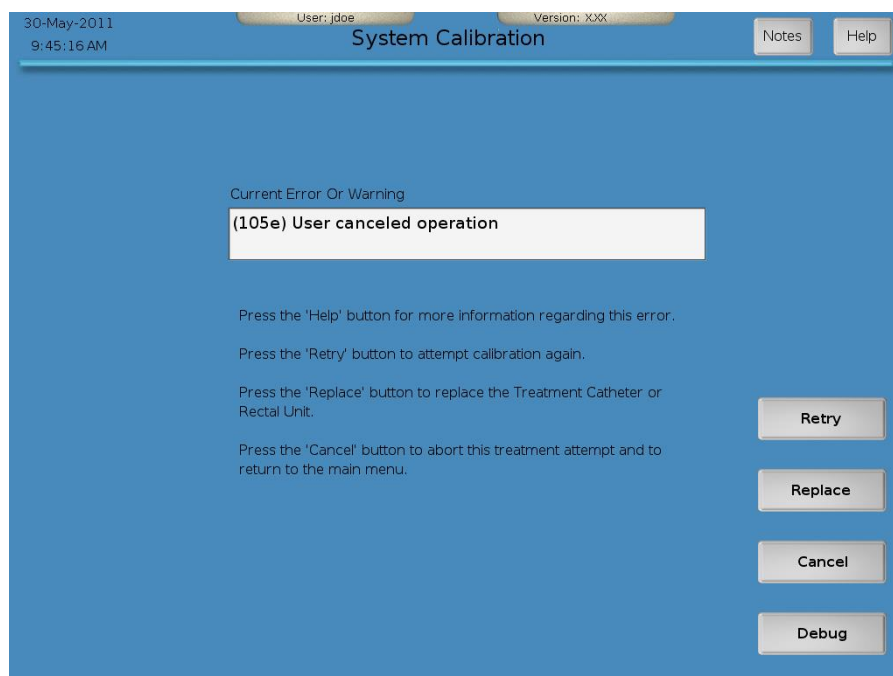 30-May-2011
9:45:16 AM
User: jdoe
Version: X.XX
System Calibration
Notes
Help
Current Error Or Warning
(105e) User canceled operation
Press the 'Help' button for more information regarding this error.
Press the 'Retry' button to attempt calibration again.
Press the 'Replace' button to replace the Treatment Catheter or
Rectal Unit.
Press the 'Cancel' button to abort this treatment attempt and to
return to the main menu.
Retry
Replace
Cancel
Debug